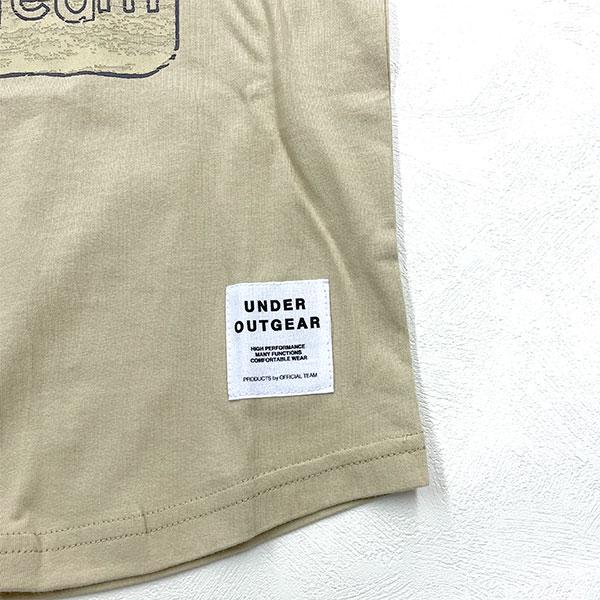 UNDER
OUTGEAR
HIGH PERFORMANCE
MANY FUNCTIONS
COMFORTABLE WEAR
PRODUCTS by OFFICIAL TEAM